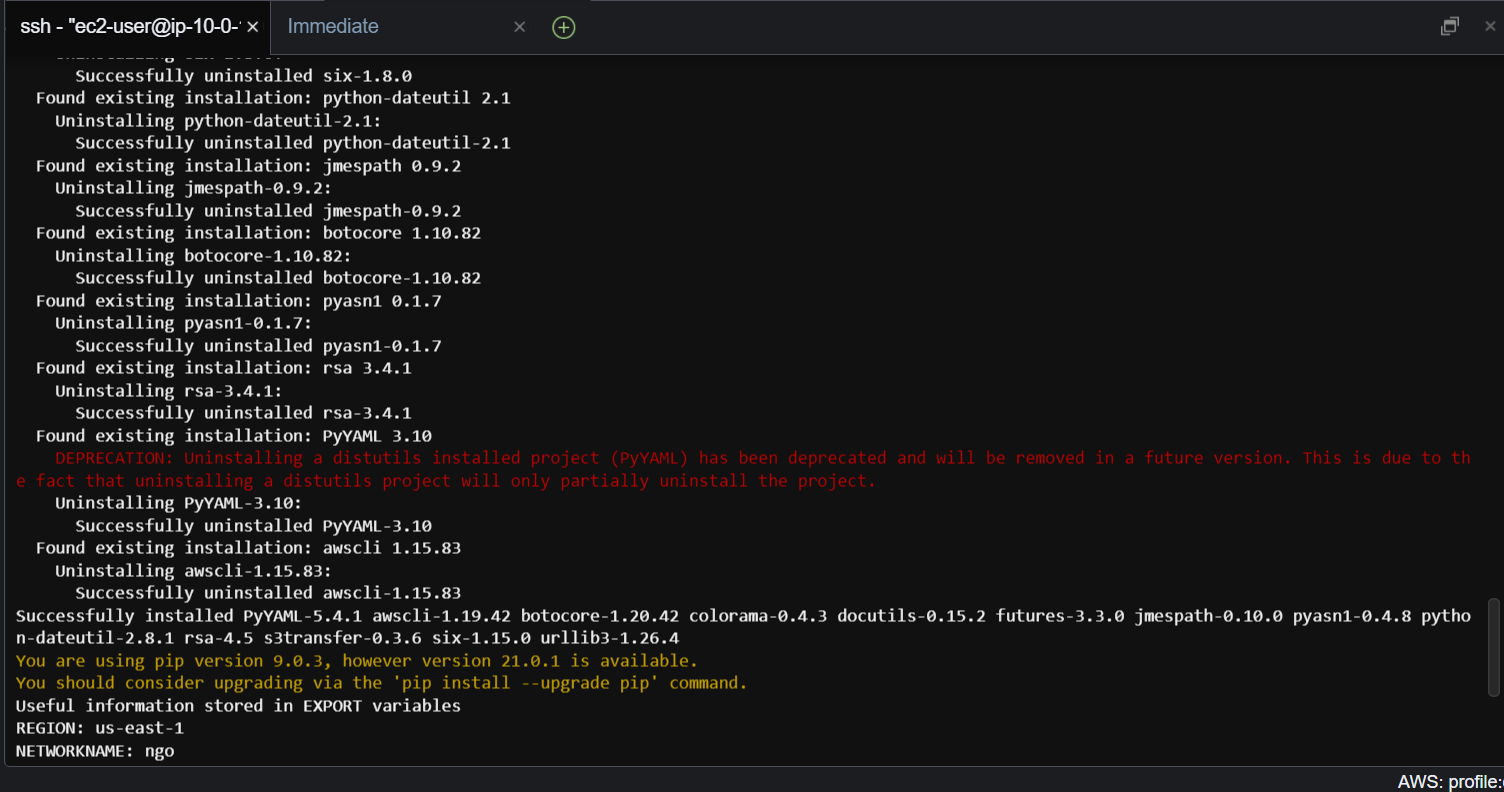 ssh - "ec2-user@ip-10-0-
Immediate
Successfully uninstalled six-1.8.0
Found existing installation: python-dateutil 2.1
Uninstalling python-dateutil-2.1:
Successfully uninstalled python-dateutil-2.1
Found existing installation: jmespath 0.9.2
Uninstalling jmespath-0.9.2:
Successfully uninstalled jmespath-0.9.2
Found existing installation: botocore 1.10.82
Uninstalling botocore-1.10.82:
Successfully uninstalled botocore-1.10.82
Found existing installation: pyasn1 0.1.7
Uninstalling pyasn1-0.1.7:
Successfully uninstalled pyasn1-0.1.7
Found existing installation: rsa 3.4.1
Uninstalling rsa-3.4.1:
Successfully uninstalled rsa-3.4.1
Found existing installation: PyYAML 3.10
DEPRECATION: Uninstalling a distutils installed project (PyYAML) has been deprecated and will be removed in a future version. This is due to th
e fact that uninstalling a distutils project will only partially uninstall the project.
Uninstalling PyYAML-3.10:
Successfully uninstalled PyYAML-3.10
Found existing installation: awscli 1.15.83
Uninstalling awscli-1.15.83:
Successfully uninstalled awscli-1.15.83
Successfully installed PyYAML-5.4.1 awscli-1.19.42 botocore-1.20.42 colorama-0.4.3 docutils-0.15.2 futures-3.3.0 jmespath-0.10.0 pyasn1-0.4.8 pytho
n-dateutil-2.8.1 rsa-4.5 s3transfer-0.3.6 six-1.15.0 urllib3-1.26.4
You are using pip version 9.0.3, however version 21.0.1 is available.
You should consider upgrading via the 'pip install --upgrade pip' command.
Useful information stored in EXPORT variables
REGION: us-east-1
NETWORKNAME: ngo
AWS: profile: